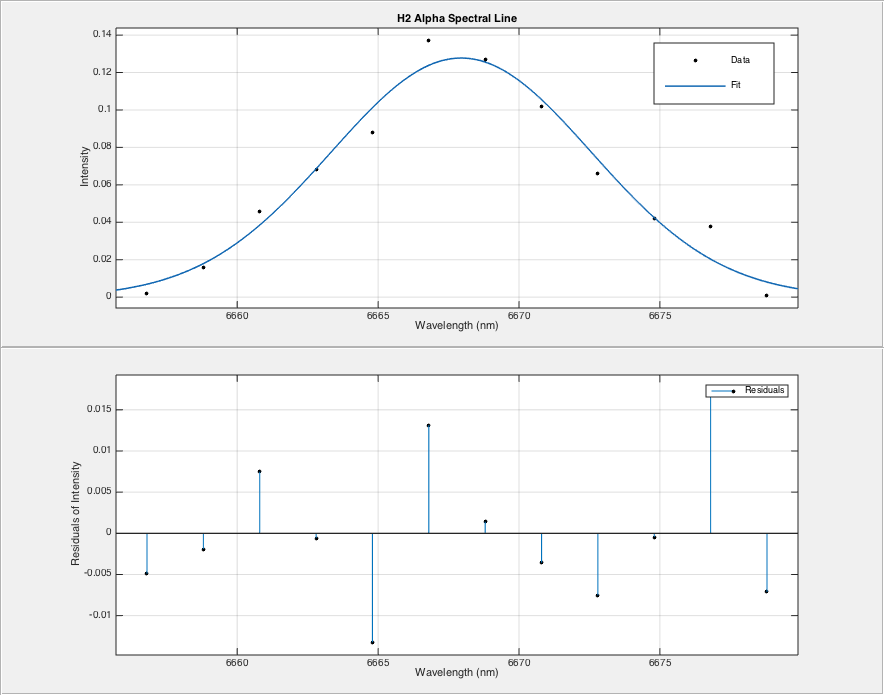 H2 Alpha Spectral Line
0.14
0.12
0.1
0.08
0.06
0.04
0.02
0
Intensity
Data
Fit
6660 6665 6670 6675
Wavelength (nm)
Residuals
0.015
0.01
0.005
0
-0.005
-0.01
Residuals of Intensity
6660 6665 6670 6675
Wavelength (nm)